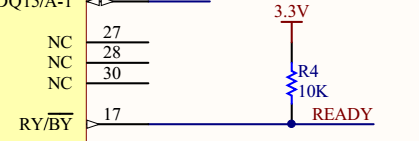 DQ15/A-1
3.3V
NC 27
NC 28
NC 30
R4
10K
RY/BY 17
READY